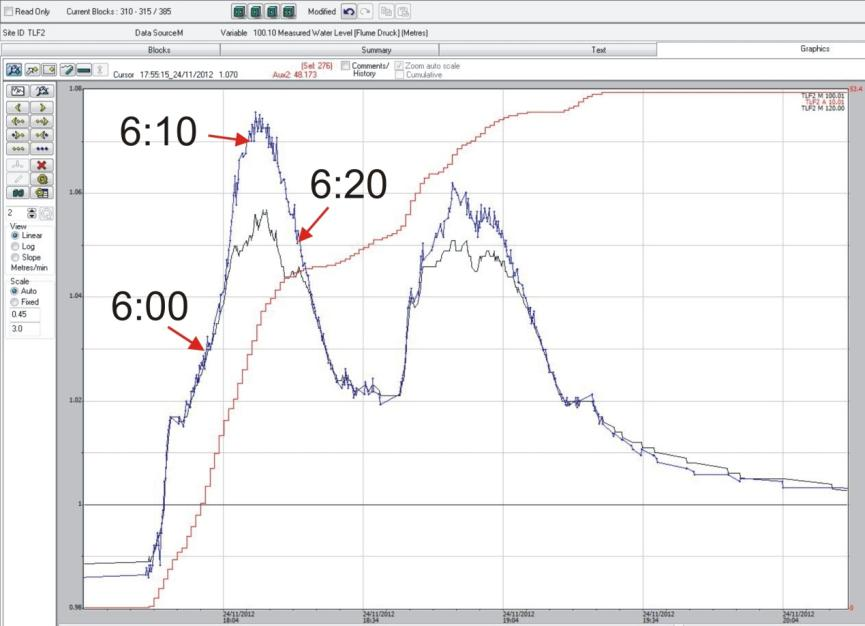 Read Only Current Blocks : 310 - 315 / 385 Modified
Site ID TLF2 Data SourceM Variable 100.10 Measured Water Level [Flume Druck] (Metres)
Blocks Summary Text Graphics
Cursor 17:55:15_24/11/2012 1.070
(Sel 276)
Aux2: 48.173
Comments/
History
Zoom auto scale
Cumulative
1.08
53.4
TLF2 M 100.01
TLF2 A 10.01
TLF2 M 120.00
6:10
6:20
6:00
1.06
1.04
1.02
1.
0.98
0
2
View
Linear
Log
Slope
Metres/min
Scale
Auto
Fixed
0.45
3.0
24/11/2012
18:04
24/11/2012
18:34
24/11/2012
19:04
24/11/2012
19:34
24/11/2012
20:04